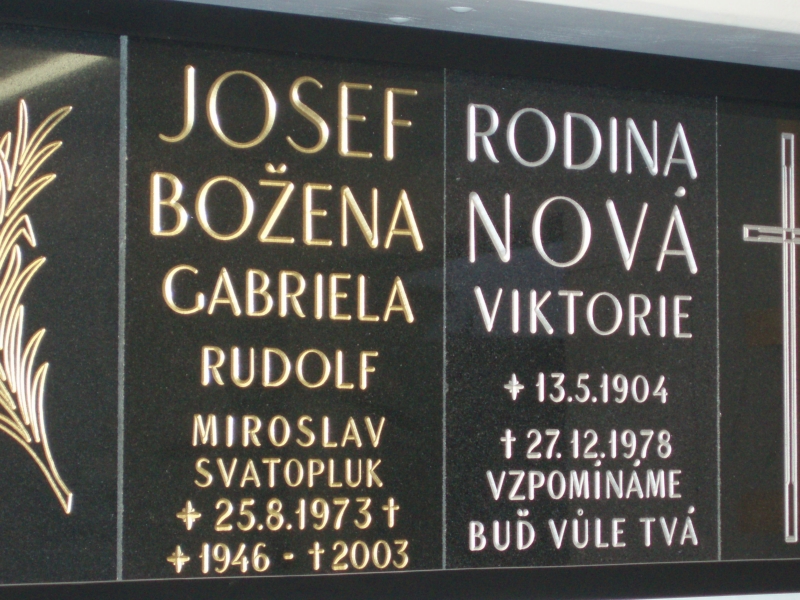 JOSEF
BOŽENA
GABRIELA
RUDOLF
MIROSLAV
SVATOPLUK
✦ 25.8.1973 †
✦ 1946 - † 2003
RODINA
NOVÁ
VIKTORIE
✦ 13.5.1904
† 27.12.1978
VZPOMÍNÁME
BUĎ VŮLE TVÁ